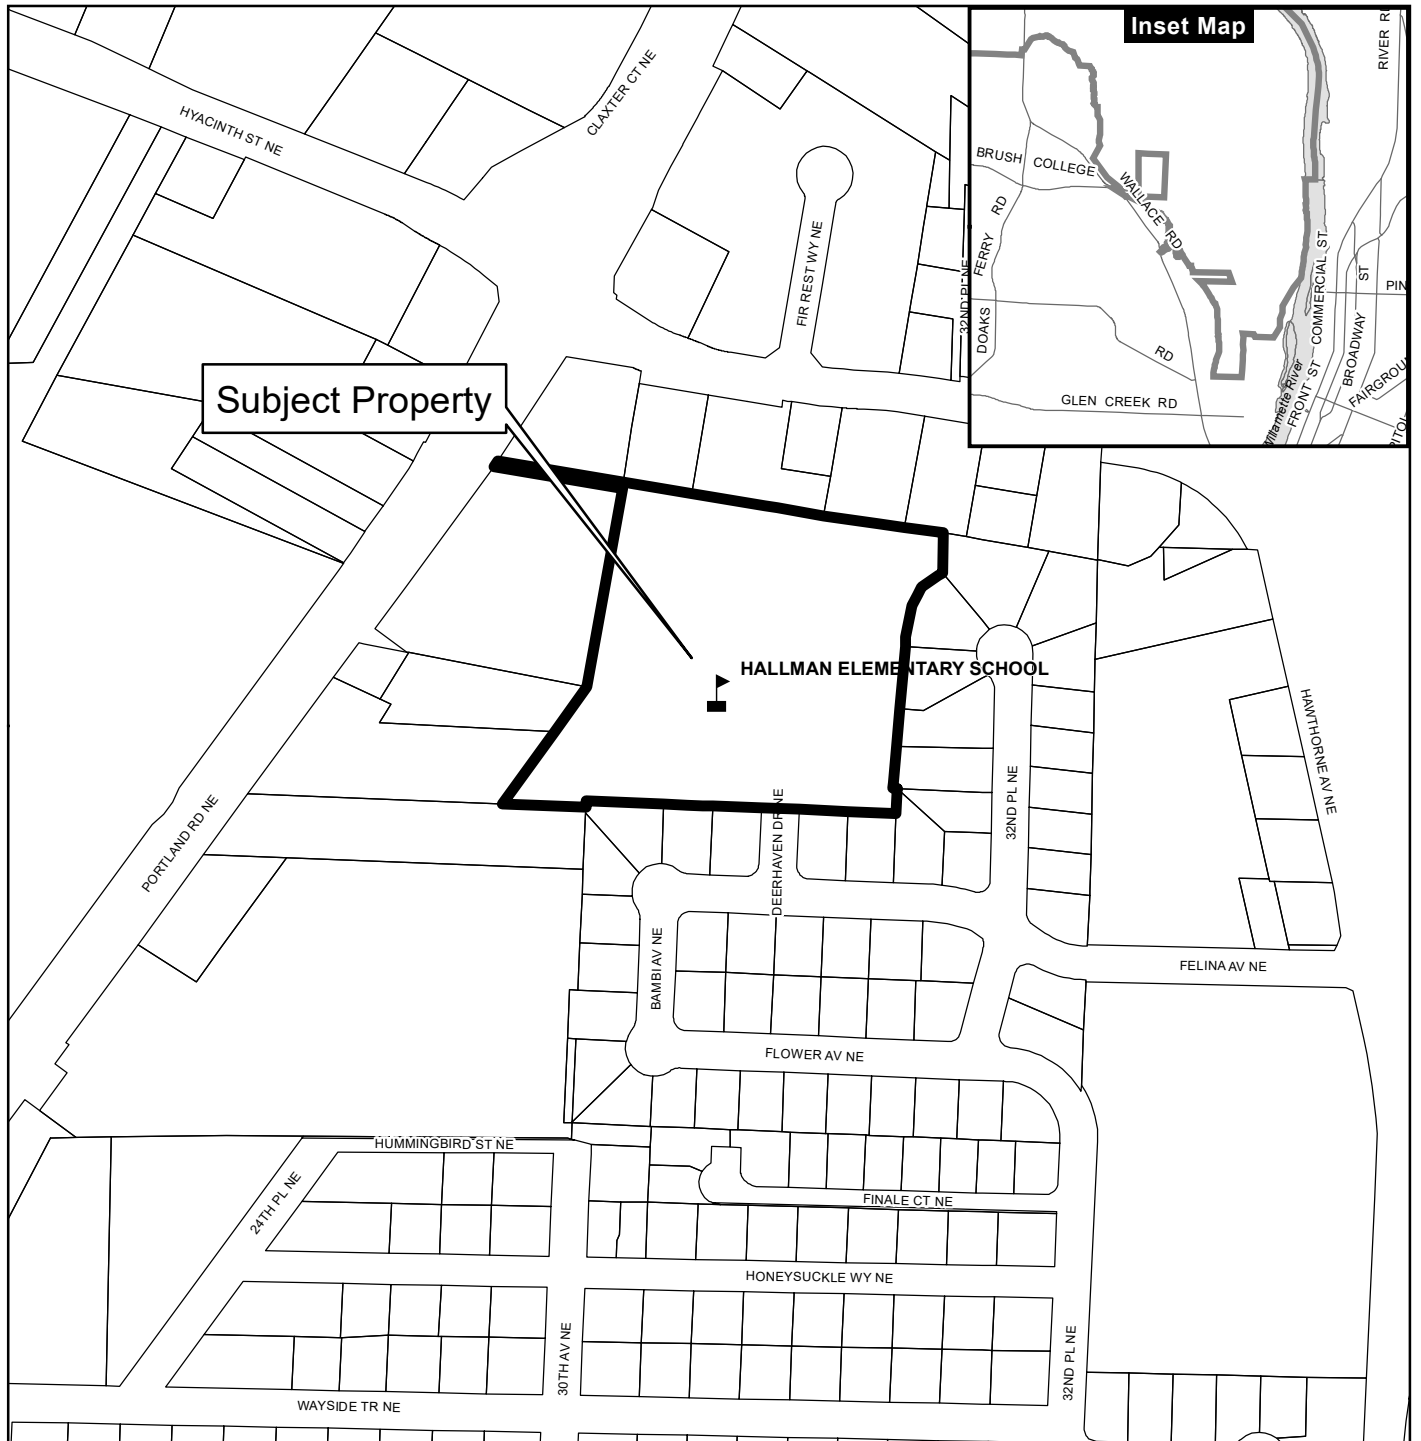 Inset Map
RIVER R
BRUSH COLLEGE
WALLACE RD
DOAKS FERRY RD
RD
GLEN CREEK RD
Willamette River
FRONT ST
COMMERCIAL ST
BROADWAY ST
PIN
FAIRGROU
PITOL
HYACINTH ST NE
CLAXTER CT NE
FIR REST WY NE
32ND PL NE
Subject Property
HALLMAN ELEMENTARY SCHOOL
HAWTHORNE AV NE
PORTLAND RD NE
DEERHAVEN DR NE
32ND PL NE
BAMBI AV NE
FELINA AV NE
FLOWER AV NE
HUMMINGBIRD ST NE
24TH PL NE
FINALE CT NE
HONEYSUCKLE WY NE
30TH AV NE
32ND PL NE
WAYSIDE TR NE